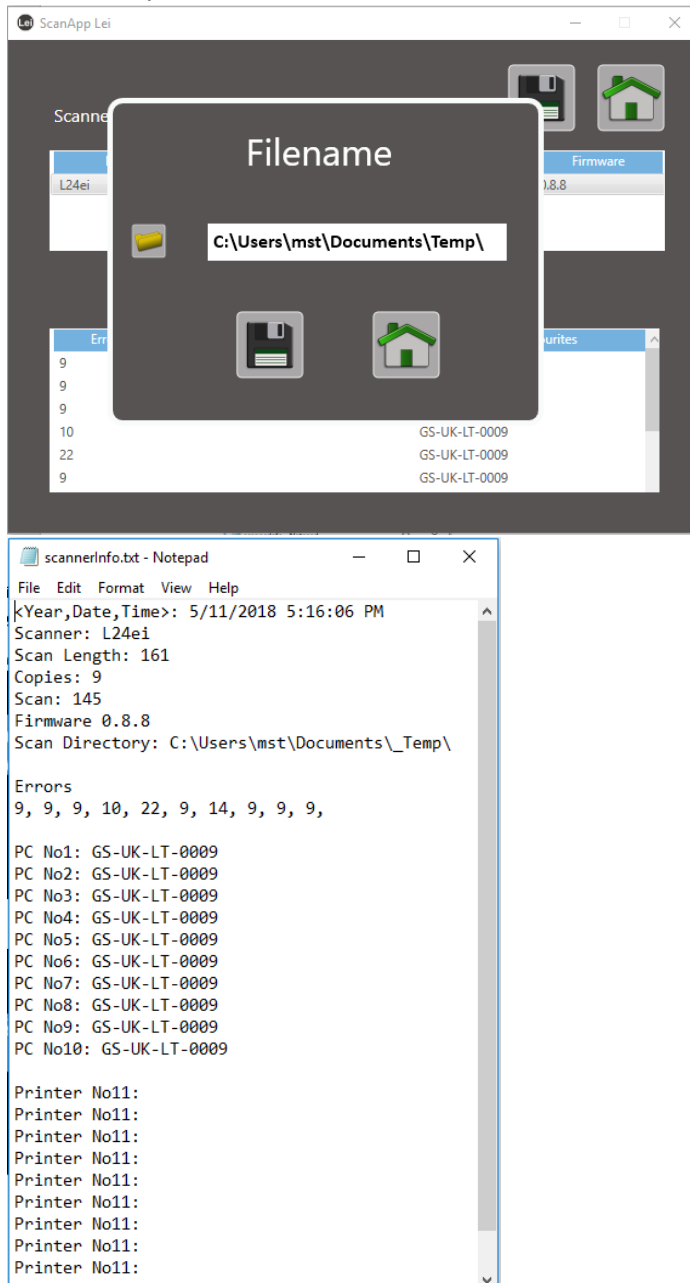 Lei ScanApp Lei
Scanne
Filename
Firmware
L24ei
0.8.8
C:\Users\mst\Documents\Temp\
Err
urites
9
9
9
10 GS-UK-LT-0009
22 GS-UK-LT-0009
9 GS-UK-LT-0009
scannerInfo.txt - Notepad
File Edit Format View Help
<Year,Date,Time>: 5/11/2018 5:16:06 PM
Scanner: L24ei
Scan Length: 161
Copies: 9
Scan: 145
Firmware 0.8.8
Scan Directory: C:\Users\mst\Documents\_Temp\
Errors
9, 9, 9, 10, 22, 9, 14, 9, 9, 9,
PC No1: GS-UK-LT-0009
PC No2: GS-UK-LT-0009
PC No3: GS-UK-LT-0009
PC No4: GS-UK-LT-0009
PC No5: GS-UK-LT-0009
PC No6: GS-UK-LT-0009
PC No7: GS-UK-LT-0009
PC No8: GS-UK-LT-0009
PC No9: GS-UK-LT-0009
PC No10: GS-UK-LT-0009
Printer No11:
Printer No11:
Printer No11:
Printer No11:
Printer No11:
Printer No11:
Printer No11:
Printer No11:
Printer No11: